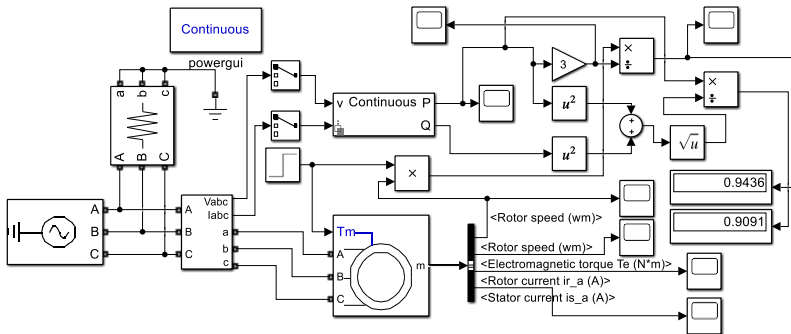 Continuous
powergui
a b c
A B C
3
×
÷
×
÷
v Continuous P
i Q
u²
u²
+
+
√u
×
0.9436
0.9091
A
B
C
A
B
C
Vabc
Iabc
a
b
c
Tm
A
B
C
m
<Rotor speed (wm)>
<Rotor speed (wm)>
<Electromagnetic torque Te (N*m)>
<Rotor current ir_a (A)>
<Stator current is_a (A)>